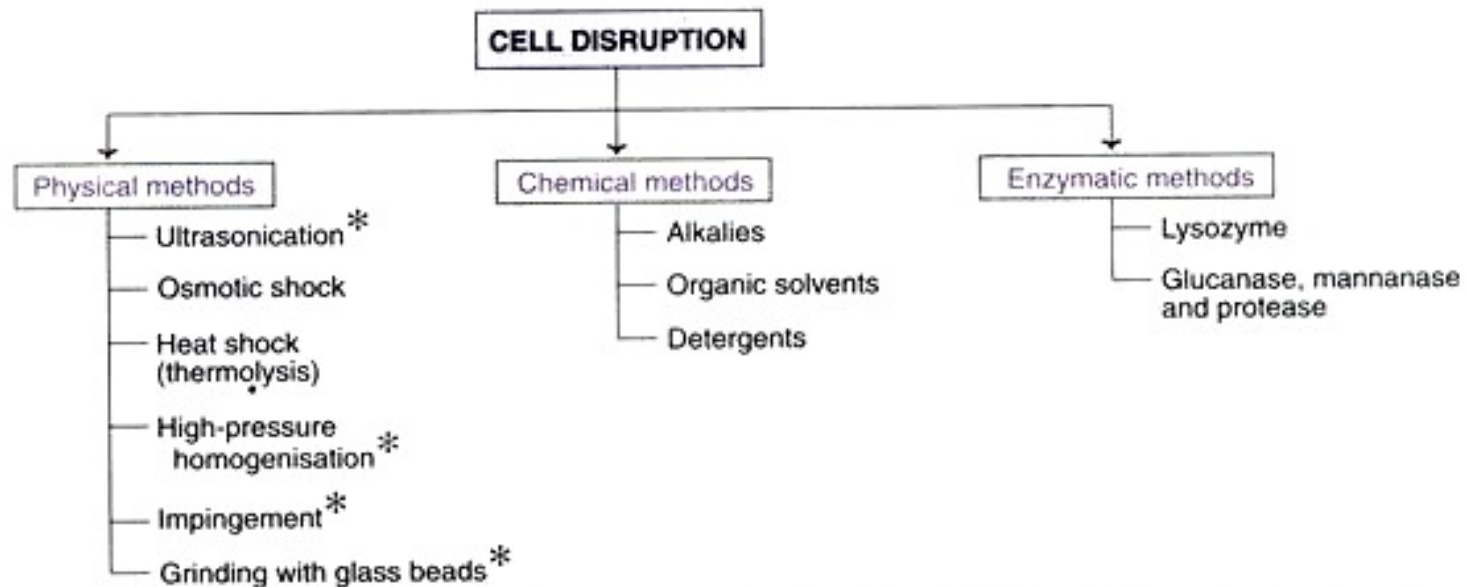 CELL DISRUPTION
Physical methods
Ultrasonication*
Osmotic shock
Heat shock
(thermolysis)
High-pressure
homogenisation*
Impingement*
Grinding with glass beads*
Chemical methods
Alkalies
Organic solvents
Detergents
Enzymatic methods
Lysozyme
Glucanase, mannanase
and protease